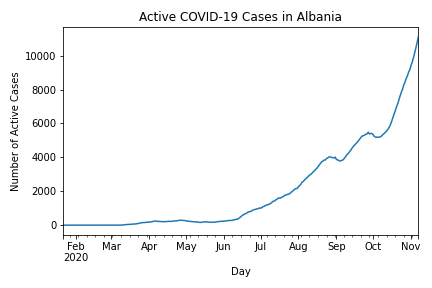 Active COVID-19 Cases in Albania
Number of Active Cases
10000
8000
6000
4000
2000
0
Feb Mar Apr May Jun Jul Aug Sep Oct Nov
2020
Day